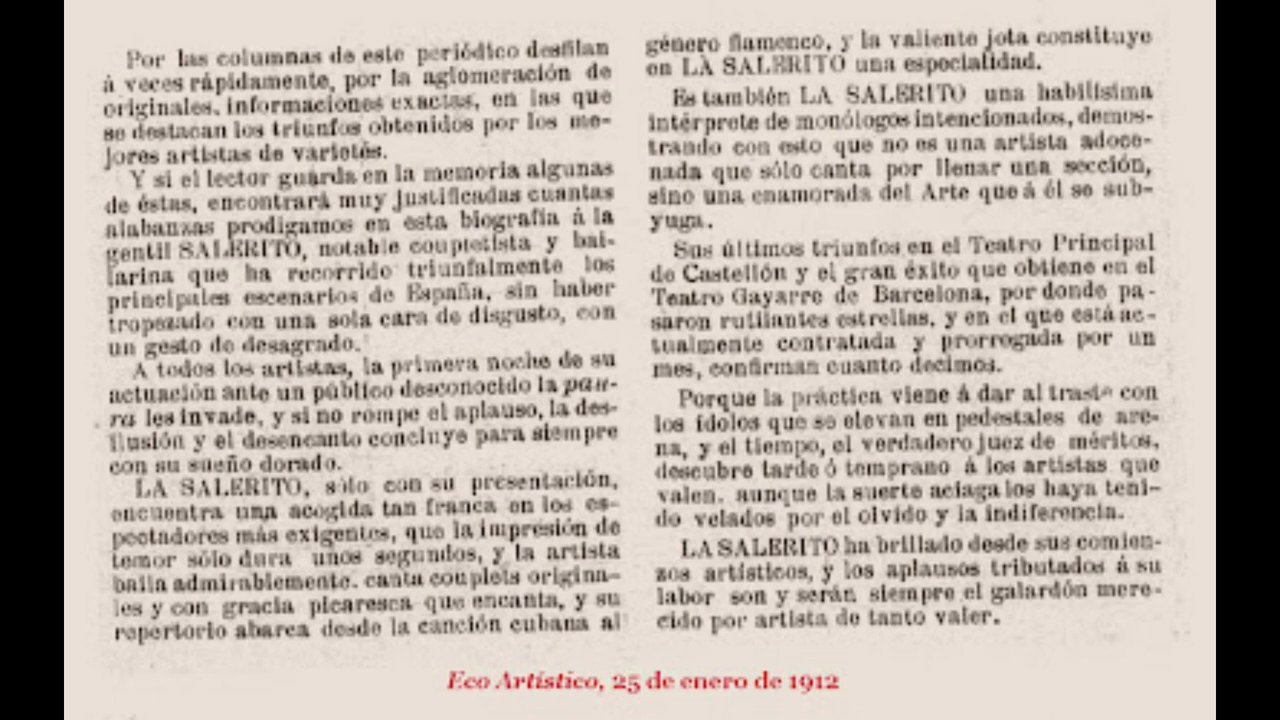 Por las columnas de este periódico desfilan
á veces rápidamente, por la aglomeración de
originales, informaciones exactas, en las que
se destacan los triunfos obtenidos por los me-
jores artistas de varietés.
Y si el lector guarda en la memoria algunas
de éstas, encontrará muy justificadas cuantas
alabanzas prodigamos en esta biografía á la
gentil SALERITO, notable coupletista y bai-
larina que ha recorrido triunfalmente los
principales escenarios de España, sin haber
tropezado con una sola cara de disgusto, con
un gesto de desagrado.
A todos los artistas, la primera noche de su
actuación ante un público desconocido la pau-
ra les invade, y si no rompe el aplauso, la des-
ilusión y el desencanto concluye para siempre
con su sueño dorado.
LA SALERITO, sólo con su presentación,
encuentra una acogida tan franca en los es-
pectadores más exigentes, que la impresión de
temor sólo dura unos segundos, y la artista
baila admirablemente, canta couplets origina-
les y con gracia picaresca que encanta, y su
repertorio abarca desde la canción cubana al
género flamenco, y la valiente jota constituye
en LA SALERITO una especialidad.
Es también LA SALERITO una habilísima
intérprete de monólogos intencionados, demos-
trando con esto que no es una artista adoce-
nada que sólo canta por llenar una sección,
sino una enamorada del Arte que á él se sub-
yuga.
Sus últimos triunfos en el Teatro Principal
de Castellón y el gran éxito que obtiene en el
Teatro Gayarre de Barcelona, por donde pa-
saron rutilantes estrellas, y en el que está ac-
tualmente contratada y prorrogada por un
mes, confirman cuanto decimos.
Porque la práctica viene á dar al traste con
los ídolos que se elevan en pedestales de are-
na, y el tiempo, el verdadero juez de méritos,
descubre tarde ó temprano á los artistas que
valen, aunque la suerte aciaga los haya teni-
do velados por el olvido y la indiferencia.
LA SALERITO ha brillado desde sus comien-
zos artísticos, y los aplausos tributados á su
labor son y serán siempre el galardón mere-
cido por artista de tanto valer.
Eco Artístico, 25 de enero de 1912